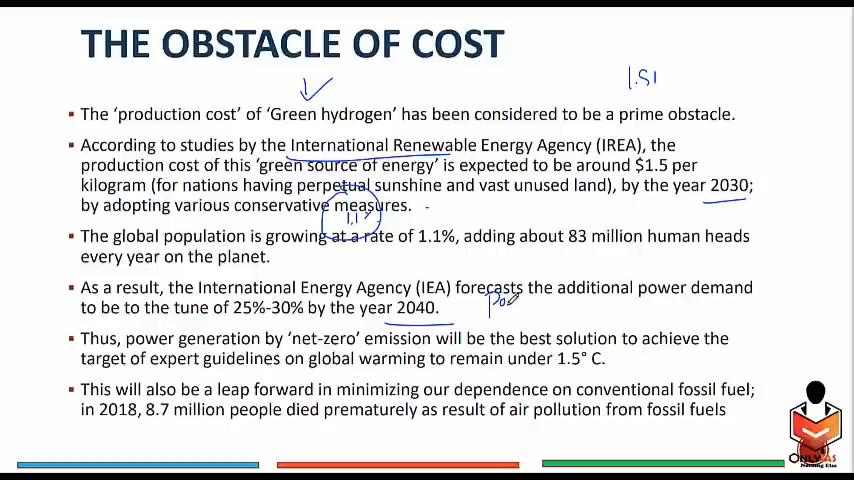 THE OBSTACLE OF COST
1.51
▪ The ‘production cost’ of ‘Green hydrogen’ has been considered to be a prime obstacle.
▪ According to studies by the International Renewable Energy Agency (IREA), the
production cost of this ‘green source of energy’ is expected to be around $1.5 per
kilogram (for nations having perpetual sunshine and vast unused land), by the year 2030;
by adopting various conservative measures.
▪ The global population is growing at a rate of 1.1%, adding about 83 million human heads
every year on the planet.
▪ As a result, the International Energy Agency (IEA) forecasts the additional power demand
to be to the tune of 25%-30% by the year 2040.
▪ Thus, power generation by ‘net-zero’ emission will be the best solution to achieve the
target of expert guidelines on global warming to remain under 1.5° C.
▪ This will also be a leap forward in minimizing our dependence on conventional fossil fuel;
in 2018, 8.7 million people died prematurely as result of air pollution from fossil fuels
ONLY IAS
Nothing Else